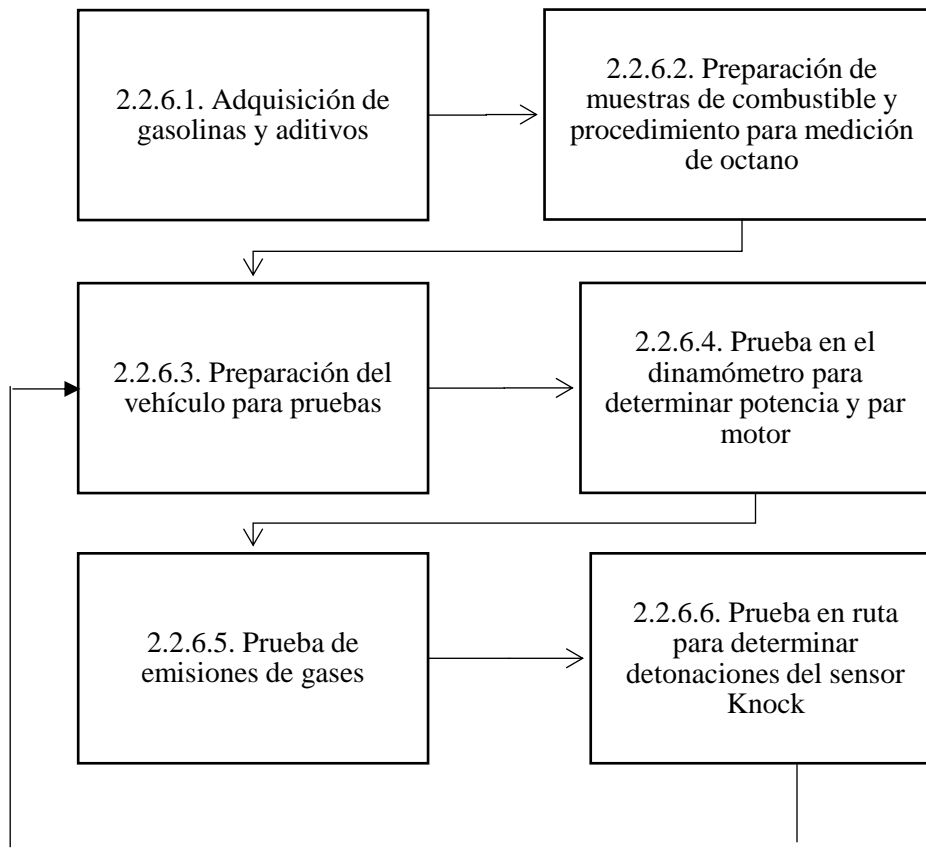 2.2.6.1. Adquisición de
gasolinas y aditivos
2.2.6.2. Preparación de
muestras de combustible y
procedimiento para medición
de octano
2.2.6.3. Preparación del
vehículo para pruebas
2.2.6.4. Prueba en el
dinamómetro para
determinar potencia y par
motor
2.2.6.5. Prueba de
emisiones de gases
2.2.6.6. Prueba en ruta
para determinar
detonaciones del sensor
Knock